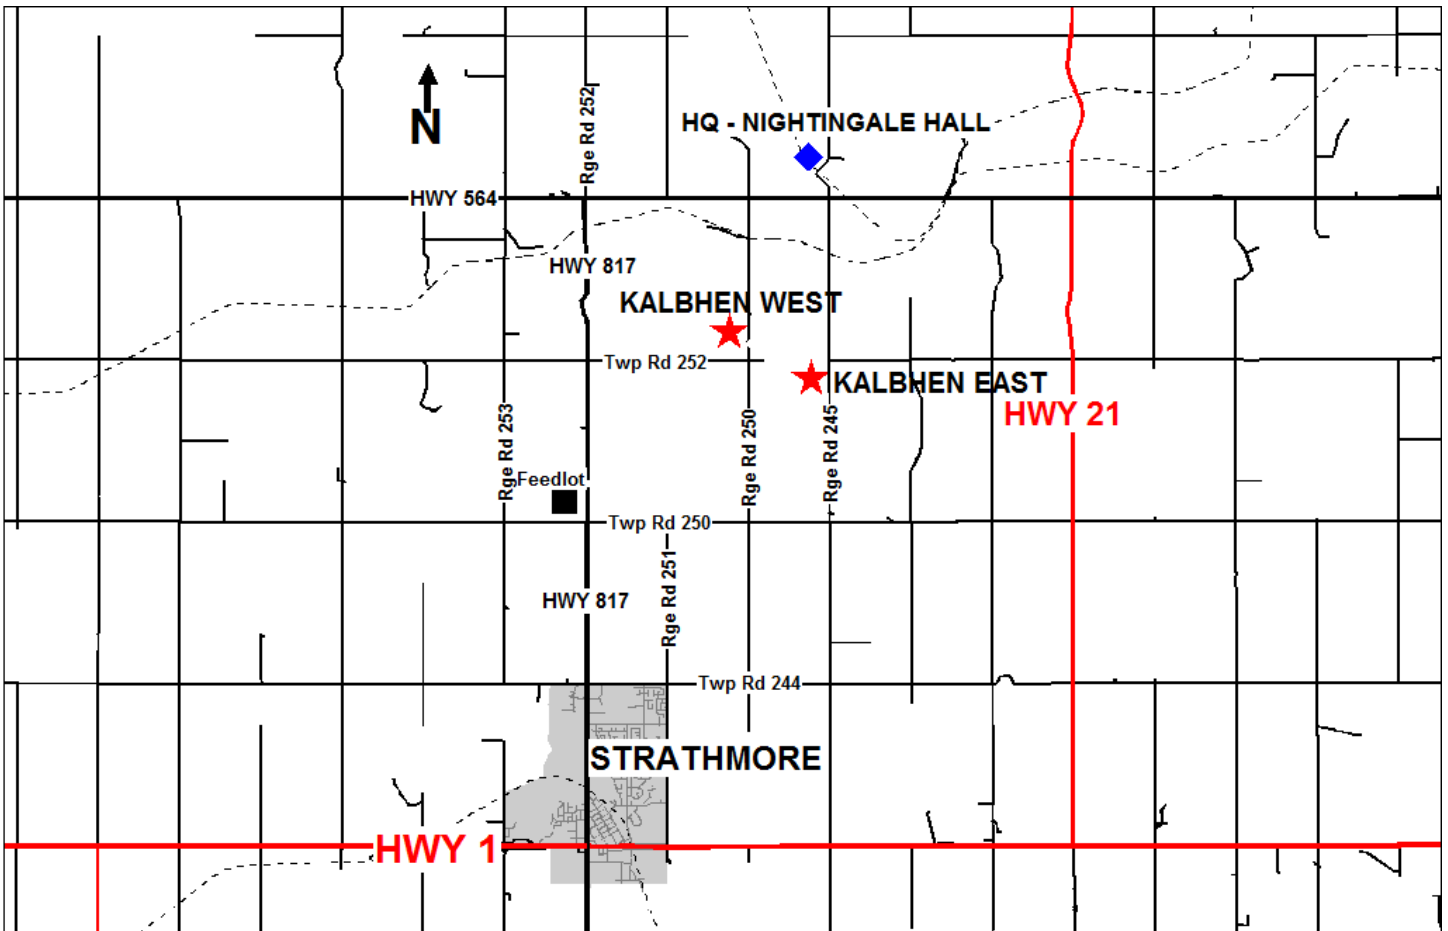 Rge Rd 252
HQ - NIGHTINGALE HALL
N
HWY 564
HWY 817
KALBHEN WEST
Twp Rd 252
KALBHEN EAST
HWY 21
Rge Rd 253
Rge Rd 250
Rge Rd 245
Feedlot
Twp Rd 250
Rge Rd 251
HWY 817
Twp Rd 244
STRATHMORE
HWY 1